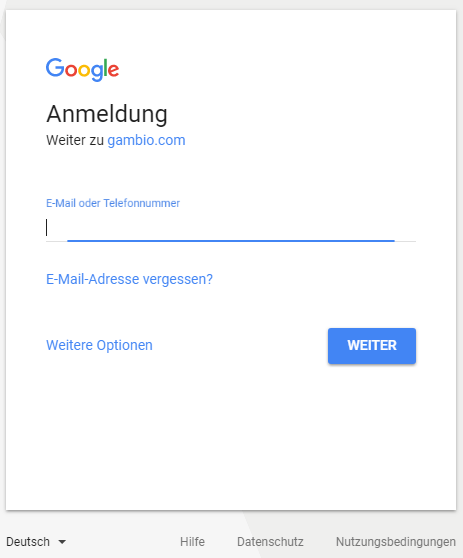 Google
Anmeldung
Weiter zu gambio.com
E-Mail oder Telefonnummer
E-Mail-Adresse vergessen?
Weitere Optionen WEITER
Deutsch Hilfe Datenschutz Nutzungsbedingungen